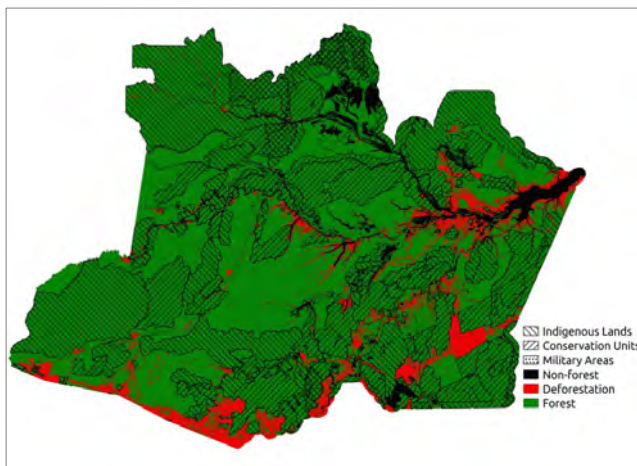 Indigenous Lands
Conservation Units
Military Areas
Non-forest
Deforestation
Forest